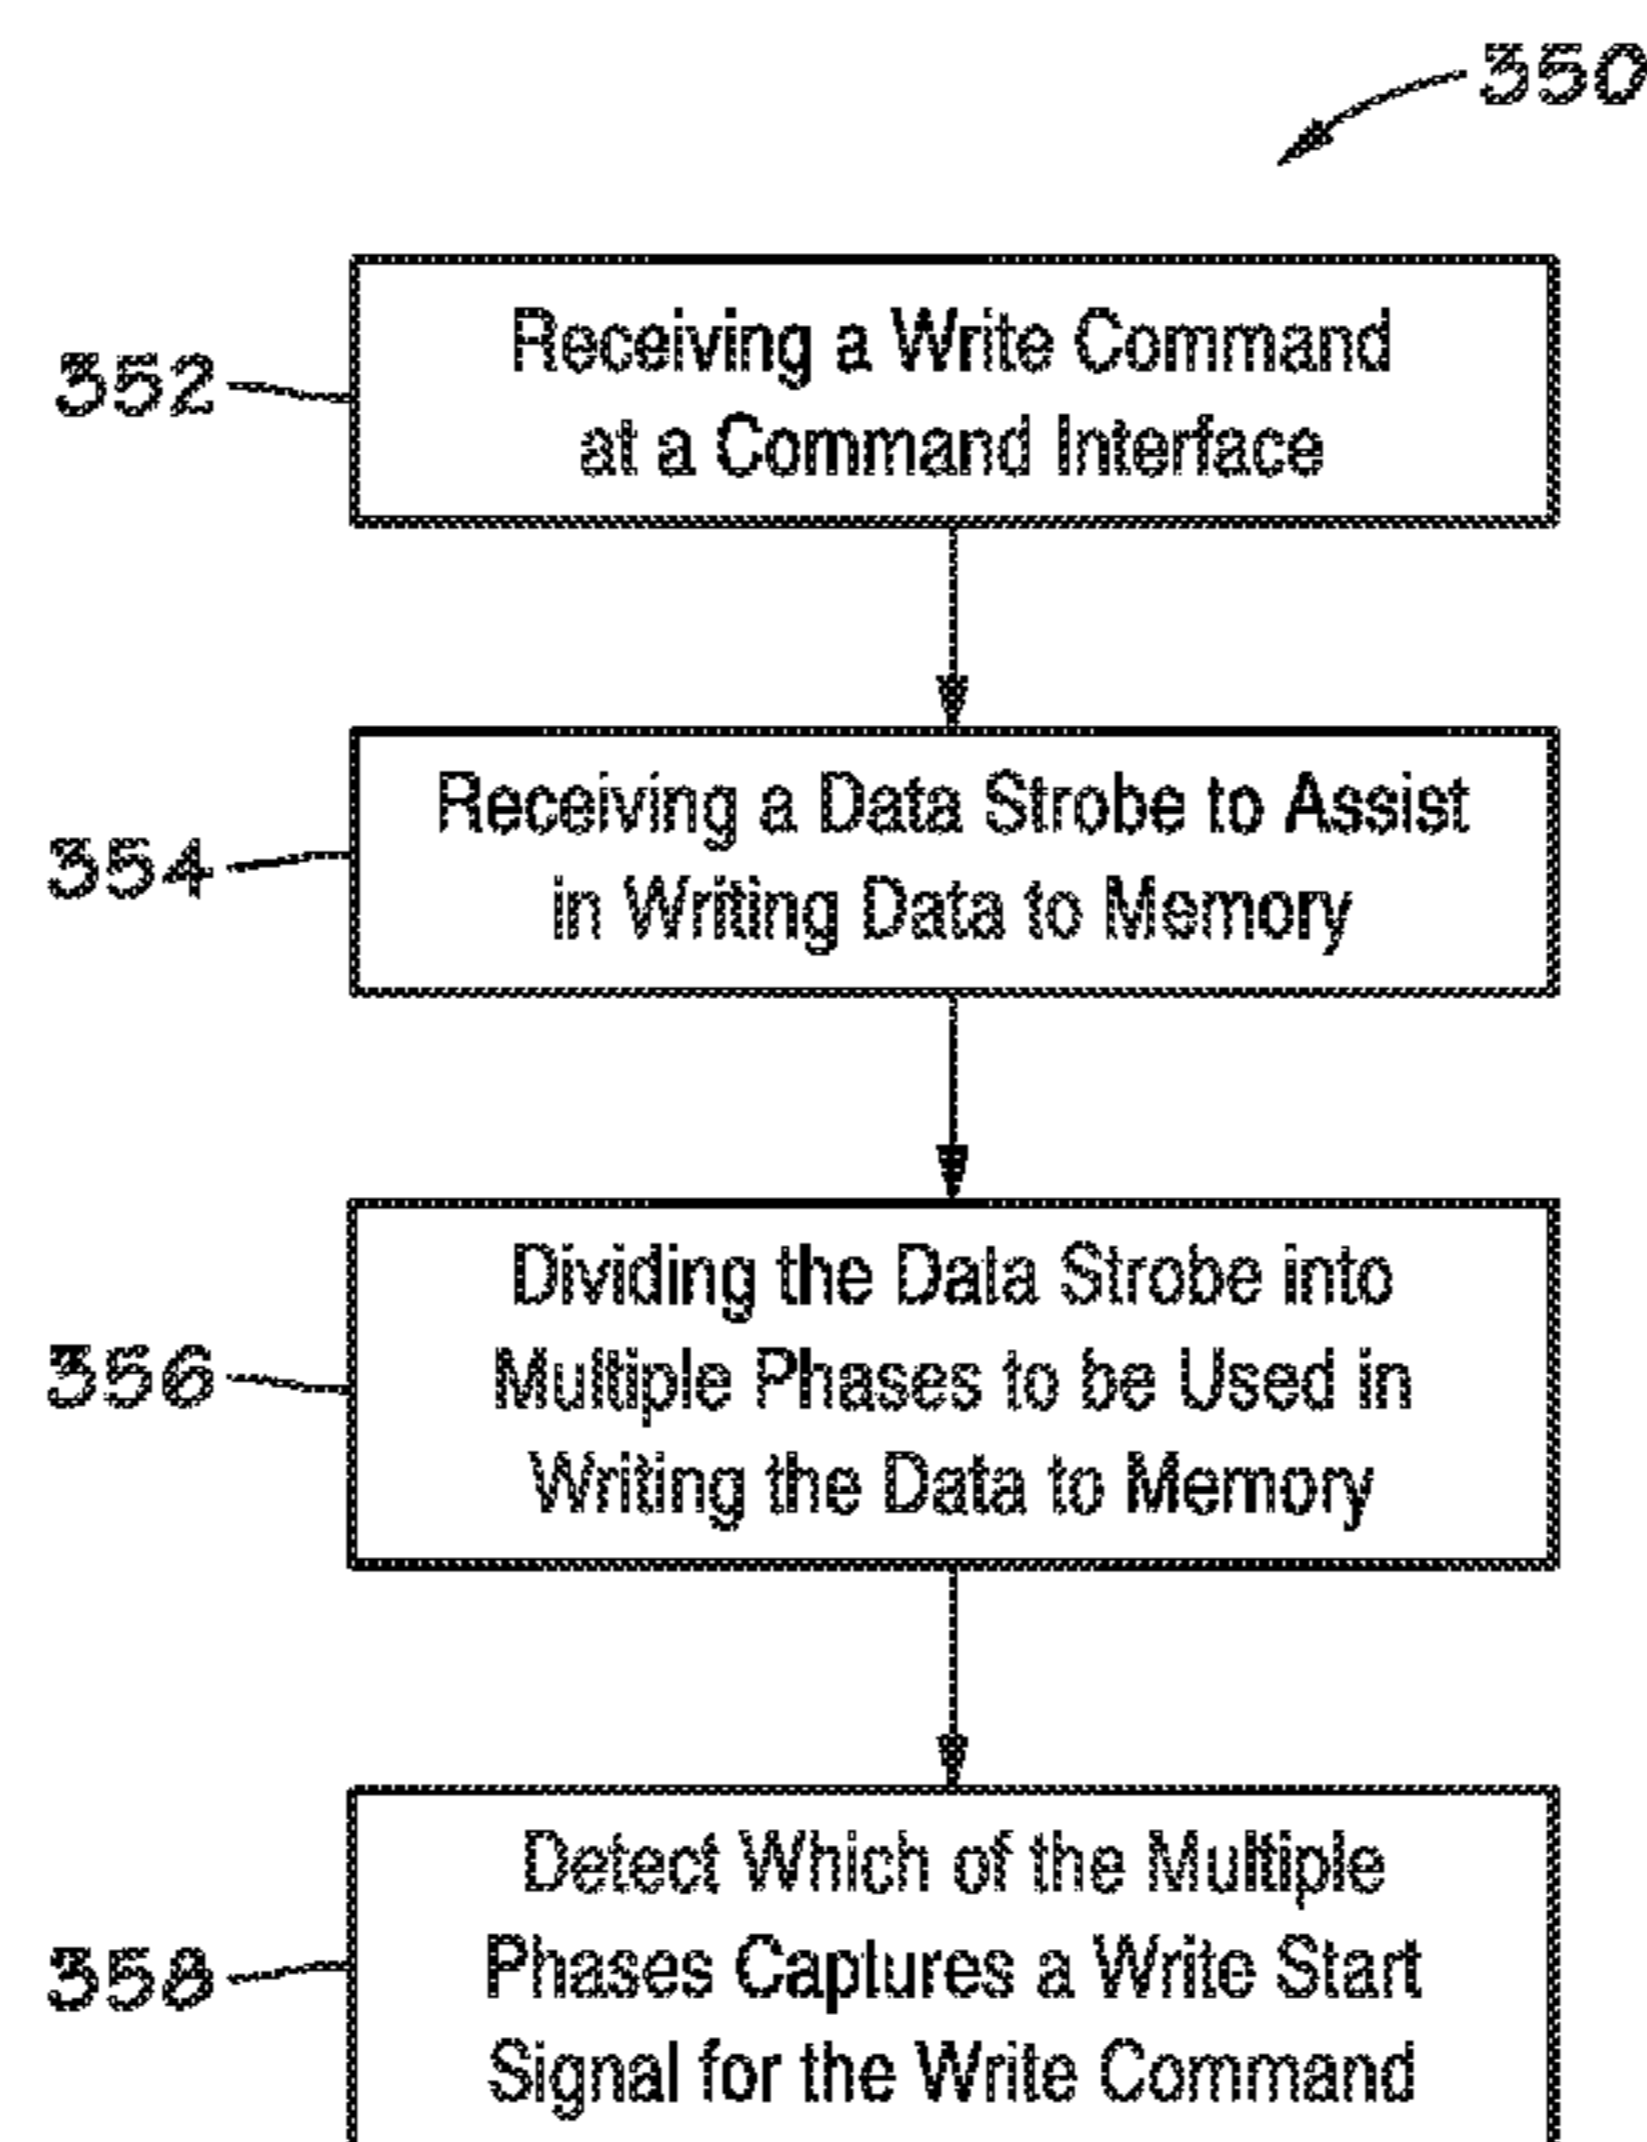 350
352
Receiving a Write Command
at a Command Interface
354
Receiving a Data Strobe to Assist
in Writing Data to Memory
356
Dividing the Data Strobe into
Multiple Phases to be Used in
Writing the Data to Memory
358
Detect Which of the Multiple
Phases Captures a Write Start
Signal for the Write Command